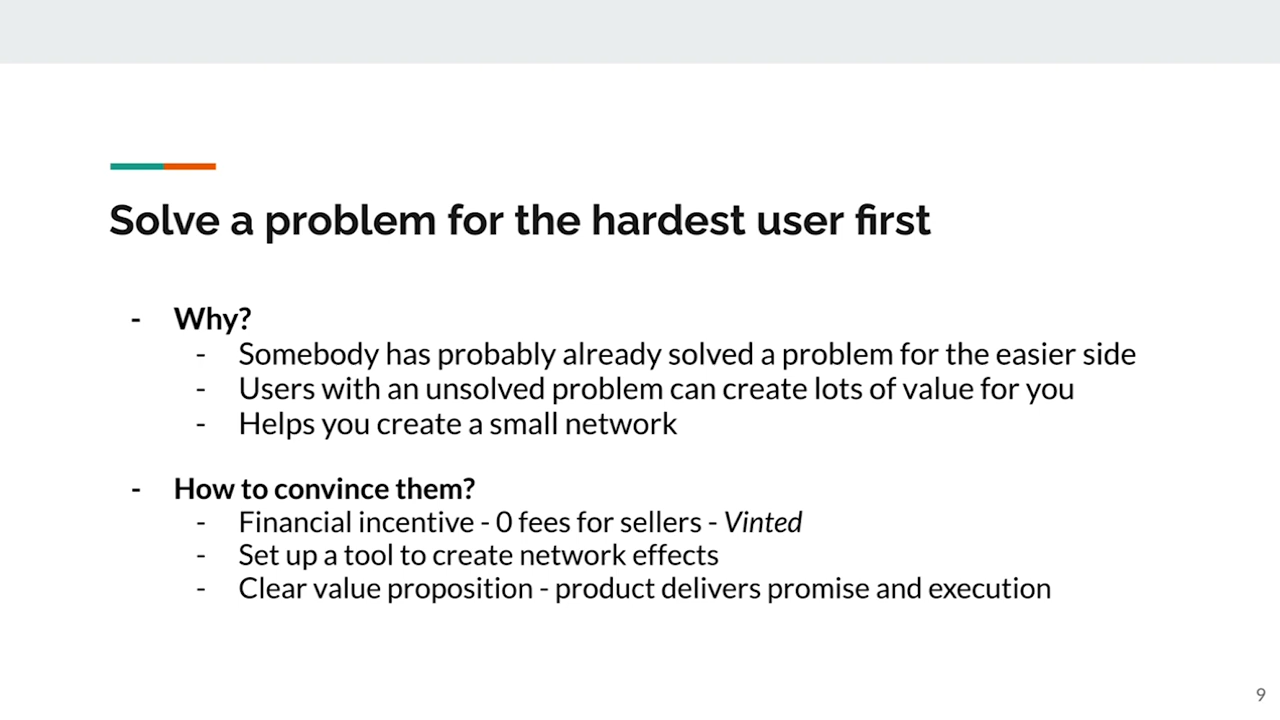 Solve a problem for the hardest user first
- Why?
- Somebody has probably already solved a problem for the easier side
- Users with an unsolved problem can create lots of value for you
- Helps you create a small network
- How to convince them?
- Financial incentive - 0 fees for sellers - Vinted
- Set up a tool to create network effects
- Clear value proposition - product delivers promise and execution
9